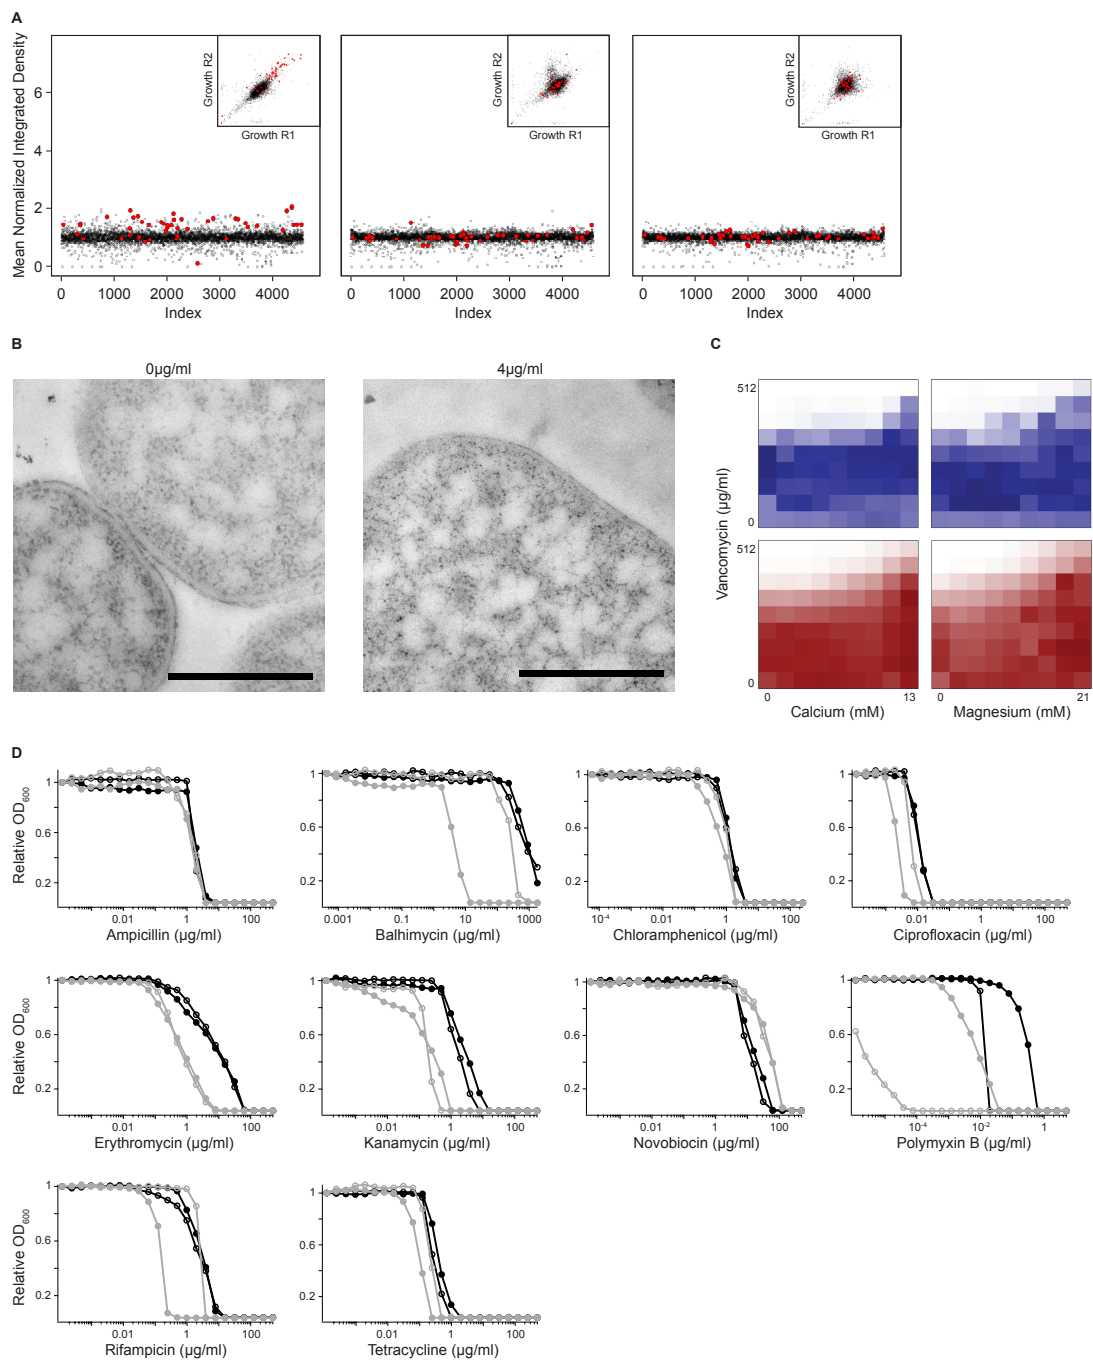 A
Mean Normalized Integrated Density
6
4
2
0
Growth R2
Growth R1
Growth R2
Growth R1
Growth R2
Growth R1
0 1000 2000 3000 4000
0 1000 2000 3000 4000
0 1000 2000 3000 4000
Index
Index
Index
B
0µg/ml
4µg/ml
C
Vancomycin (µg/ml)
512
0
512
0
0 13
0 21
Calcium (mM)
Magnesium (mM)
D
Relative OD600
1
0.6
0.2
0.01 1 100
Ampicillin (µg/ml)
1
0.6
0.2
0.001 0.1 10 1000
Balhimycin (µg/ml)
1
0.6
0.2
10-4 0.01 1 100
Chloramphenicol (µg/ml)
1
0.6
0.2
0.01 1 100
Ciprofloxacin (µg/ml)
Relative OD600
1
0.6
0.2
0.01 1 100
Erythromycin (µg/ml)
1
0.6
0.2
0.01 1 100
Kanamycin (µg/ml)
1
0.6
0.2
0.01 1 100
Novobiocin (µg/ml)
1
0.6
0.2
10-4 10-2 1
Polymyxin B (µg/ml)
Relative OD600
1
0.6
0.2
0.01 1 100
Rifampicin (µg/ml)
1
0.6
0.2
0.01 1 100
Tetracycline (µg/ml)